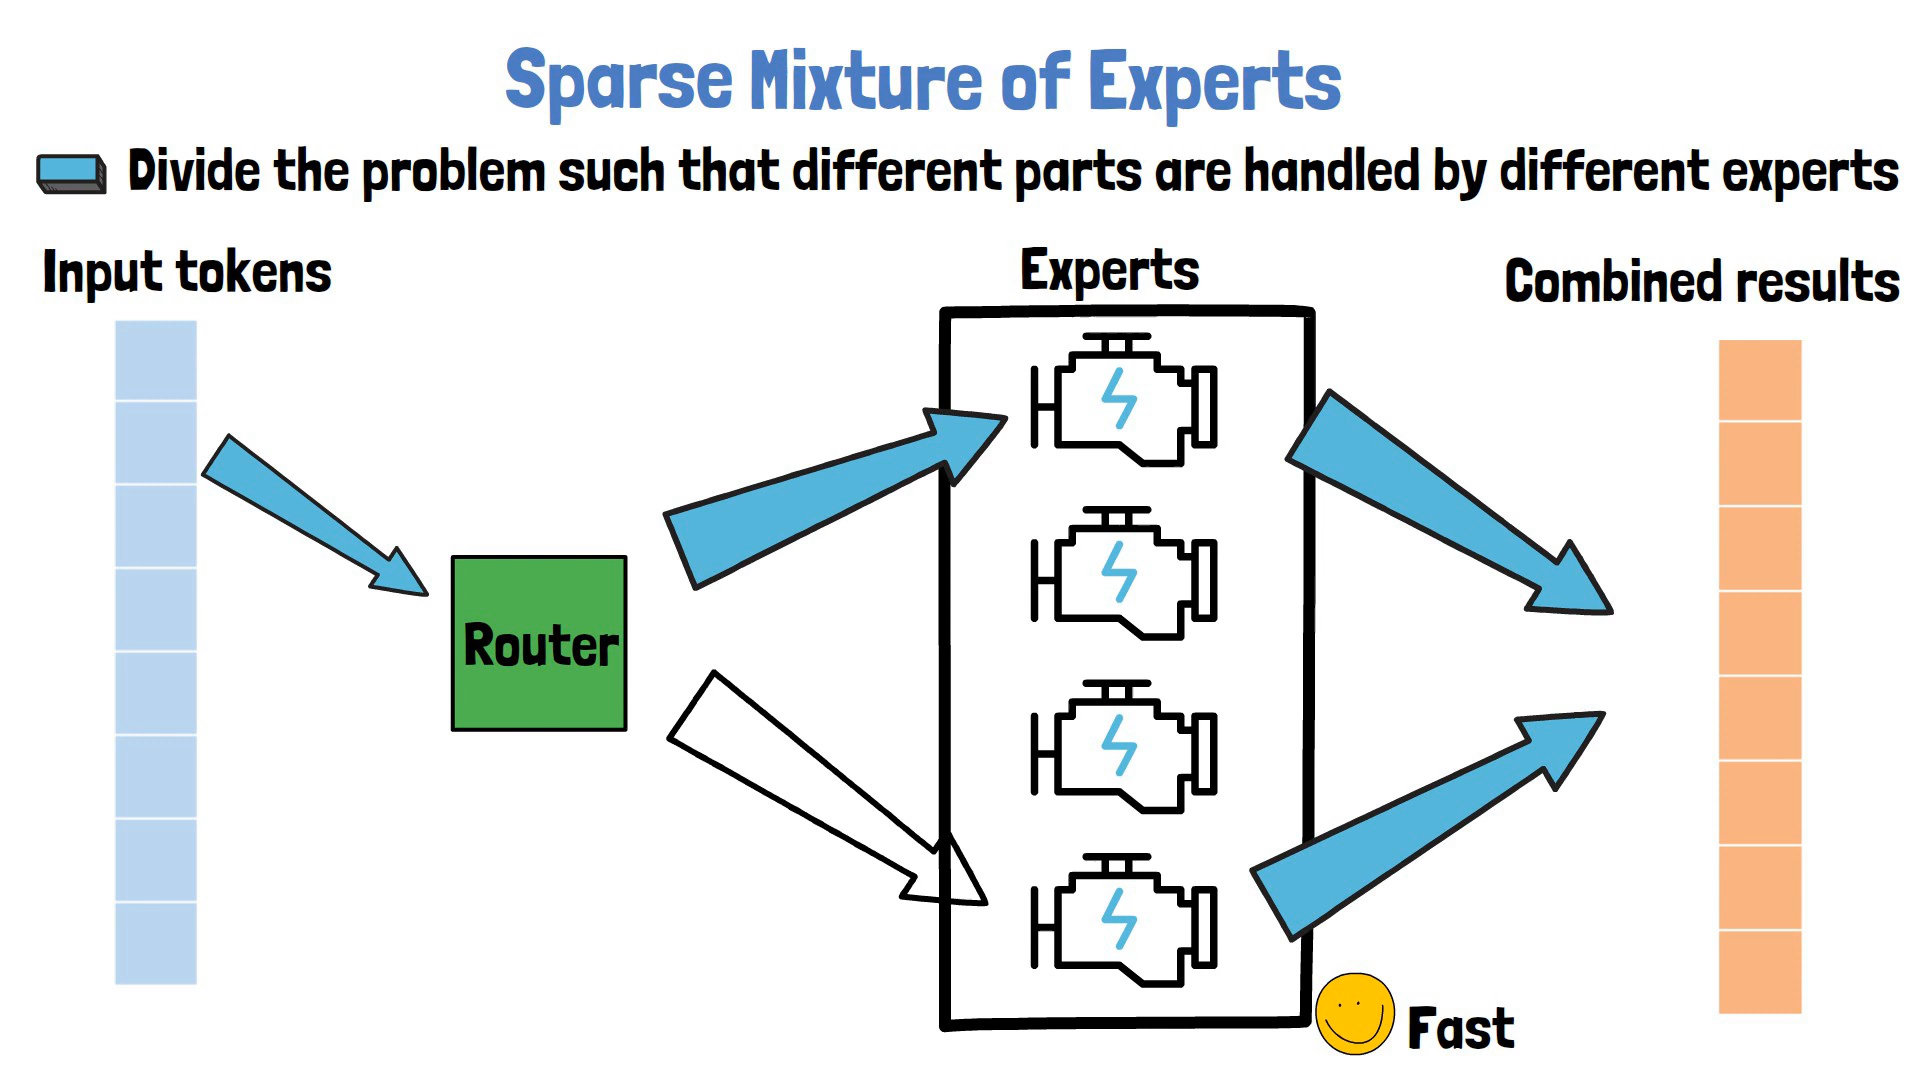 Sparse Mixture of Experts
Divide the problem such that different parts are handled by different experts
Input tokens
Experts
Combined results
Router
Fast